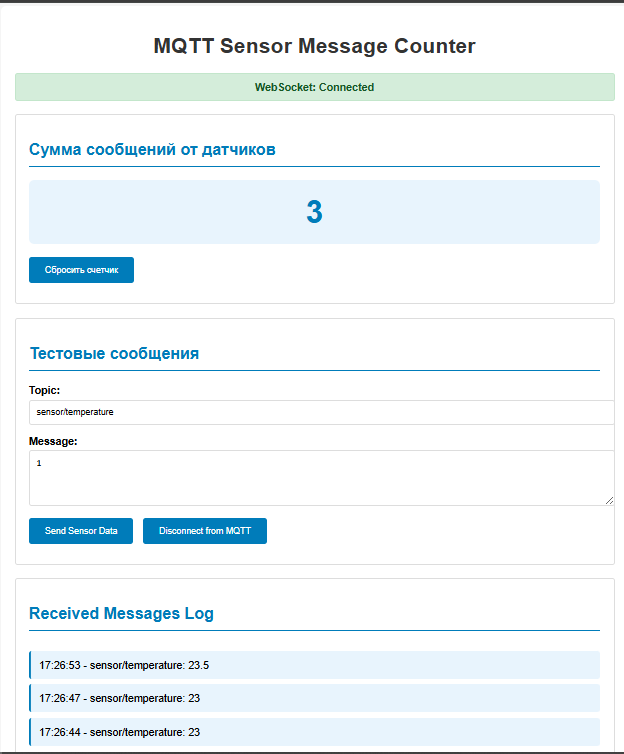 MQTT Sensor Message Counter
WebSocket: Connected
Сумма сообщений от датчиков
3
Сбросить счетчик
Тестовые сообщения
Topic:
sensor/temperature
Message:
1
Send Sensor Data
Disconnect from MQTT
Received Messages Log
17:26:53 - sensor/temperature: 23.5
17:26:47 - sensor/temperature: 23
17:26:44 - sensor/temperature: 23